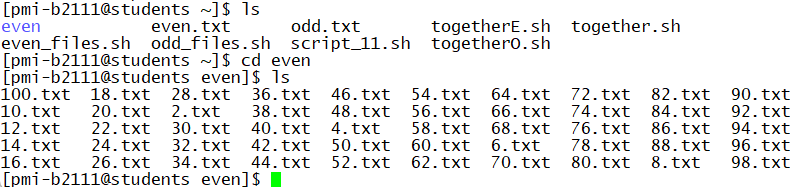 [pmi-b2111@students ~]$ ls
even           even.txt      odd.txt       togetherE.sh  together.sh
even_files.sh  odd_files.sh  script_11.sh  togetherO.sh
[pmi-b2111@students ~]$ cd even
[pmi-b2111@students even]$ ls
100.txt  18.txt  28.txt  36.txt  46.txt  54.txt  64.txt  72.txt  82.txt  90.txt
10.txt   20.txt  2.txt   38.txt  48.txt  56.txt  66.txt  74.txt  84.txt  92.txt
12.txt   22.txt  30.txt  40.txt  4.txt   58.txt  68.txt  76.txt  86.txt  94.txt
14.txt   24.txt  32.txt  42.txt  50.txt  60.txt  6.txt   78.txt  88.txt  96.txt
16.txt   26.txt  34.txt  44.txt  52.txt  62.txt  70.txt  80.txt  8.txt   98.txt
[pmi-b2111@students even]$